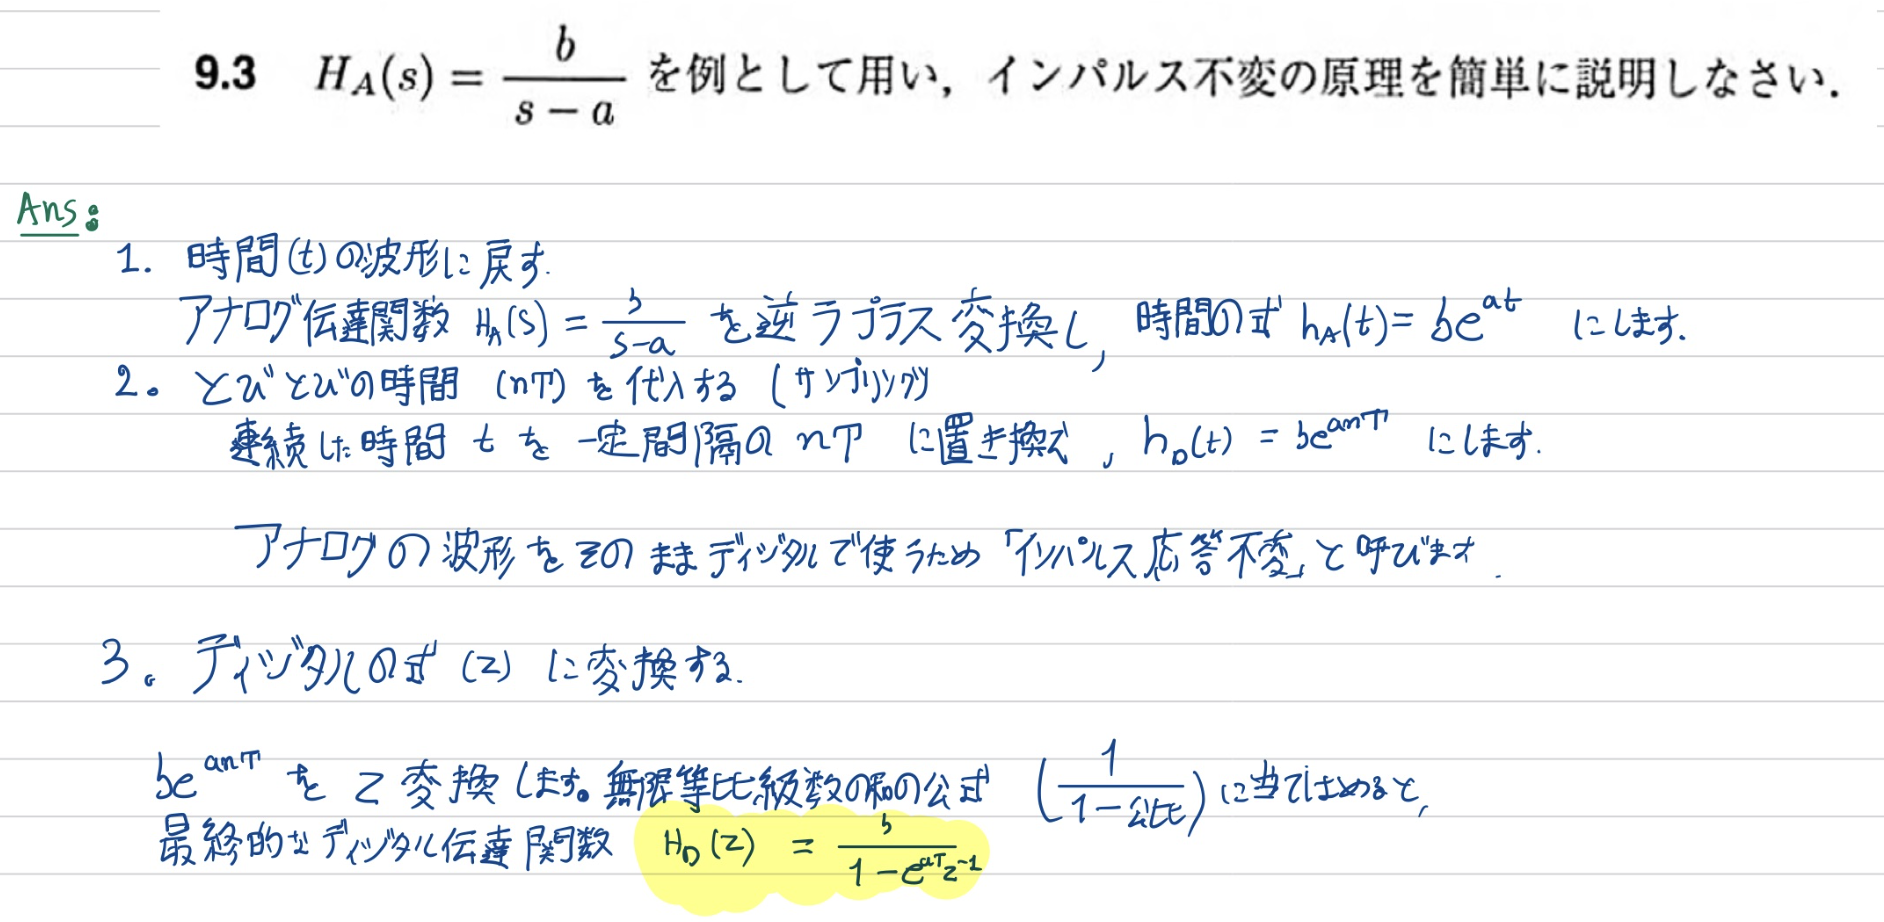 9.3 H_A(s) = b/(s − a) を例として用い，インパルス不変の原理を簡単に説明しなさい．
Ans:
1. 時間(t)の波形に戻す.
アナログ伝達関数 H_A(s) = b/(s-a) を逆ラプラス変換し, 時間の式 h_A(t) = be^{at} にします.
2。とびとびの時間 (nT) を代入する (サンプリング)
連続した時間 t を一定間隔の nT に置き換え, h_D(t) = be^{anT} にします.
アナログの波形をそのままディジタルで使うため「インパルス応答不変」と呼びます.
3。ディジタルの式 (z) に変換する.
be^{anT} を Z 変換します。無限等比級数の和の公式 (1/(1-公比)) に当てはめると,
最終的なディジタル伝達関数 H_D(z) = b/(1-e^{aT}z^{-1})